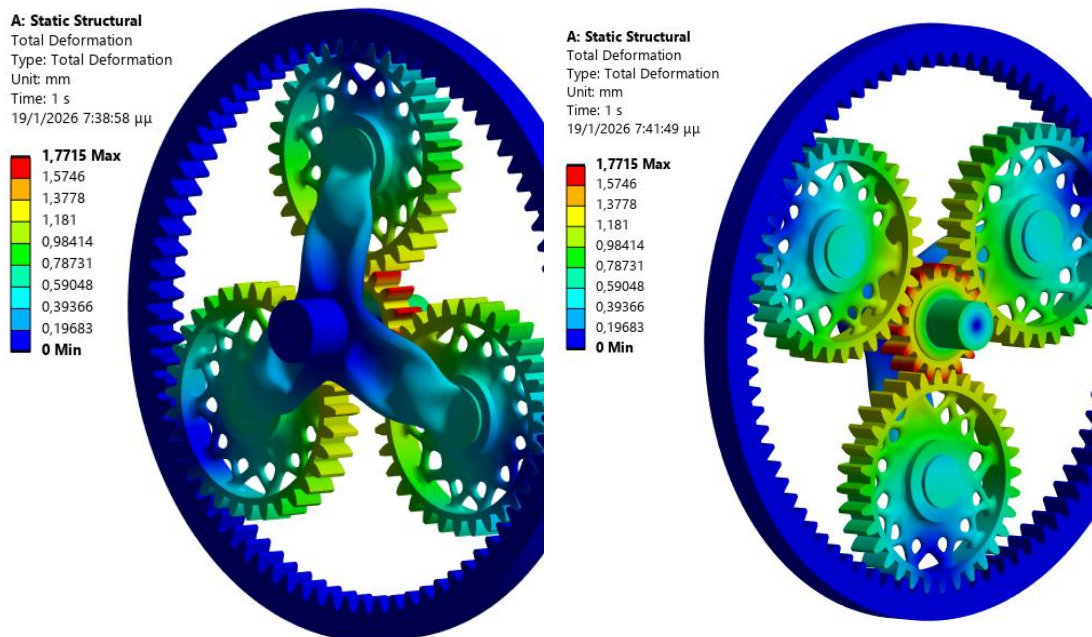 A: Static Structural
Total Deformation
Type: Total Deformation
Unit: mm
Time: 1 s
19/1/2026 7:38:58 μμ
1,7715 Max
1,5746
1,3778
1,181
0,98414
0,78731
0,59048
0,39366
0,19683
0 Min
A: Static Structural
Total Deformation
Type: Total Deformation
Unit: mm
Time: 1 s
19/1/2026 7:41:49 μμ
1,7715 Max
1,5746
1,3778
1,181
0,98414
0,78731
0,59048
0,39366
0,19683
0 Min